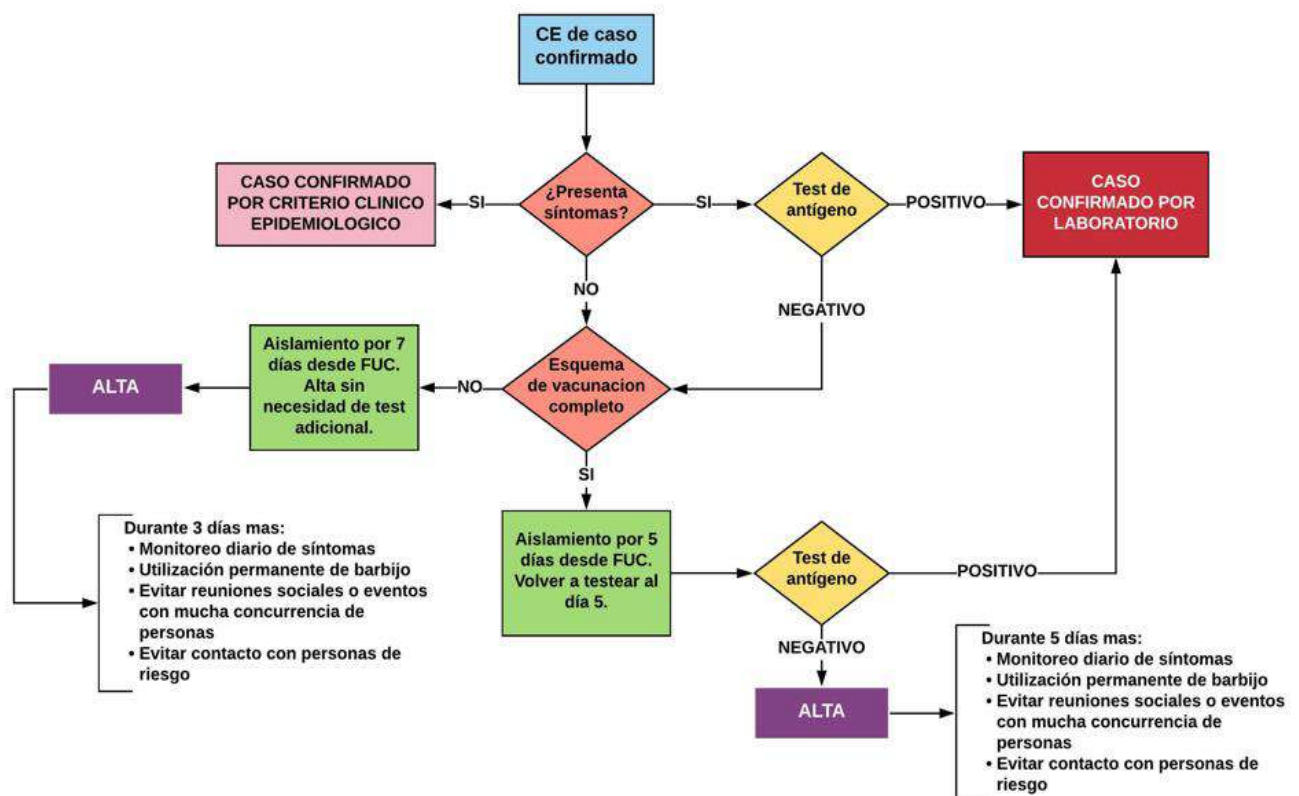 CE de caso
confirmado
CASO CONFIRMADO
POR CRITERIO CLINICO
EPIDEMIOLOGICO
SI
¿Presenta
síntomas?
SI
Test de
antígeno
POSITIVO
CASO
CONFIRMADO POR
LABORATORIO
NO
NEGATIVO
ALTA
Aislamiento por 7
días desde FUC.
Alta sin
necesidad de test
adicional.
NO
Esquema
de vacunacion
completo
SI
Durante 3 días mas:
• Monitoreo diario de síntomas
• Utilización permanente de barbijo
• Evitar reuniones sociales o eventos
con mucha concurrencia de
personas
• Evitar contacto con personas de
riesgo
Aislamiento por 5
días desde FUC.
Volver a testear al
día 5.
Test de
antígeno
POSITIVO
NEGATIVO
ALTA
Durante 5 días mas:
• Monitoreo diario de síntomas
• Utilización permanente de barbijo
• Evitar reuniones sociales o eventos
con mucha concurrencia de
personas
• Evitar contacto con personas de
riesgo